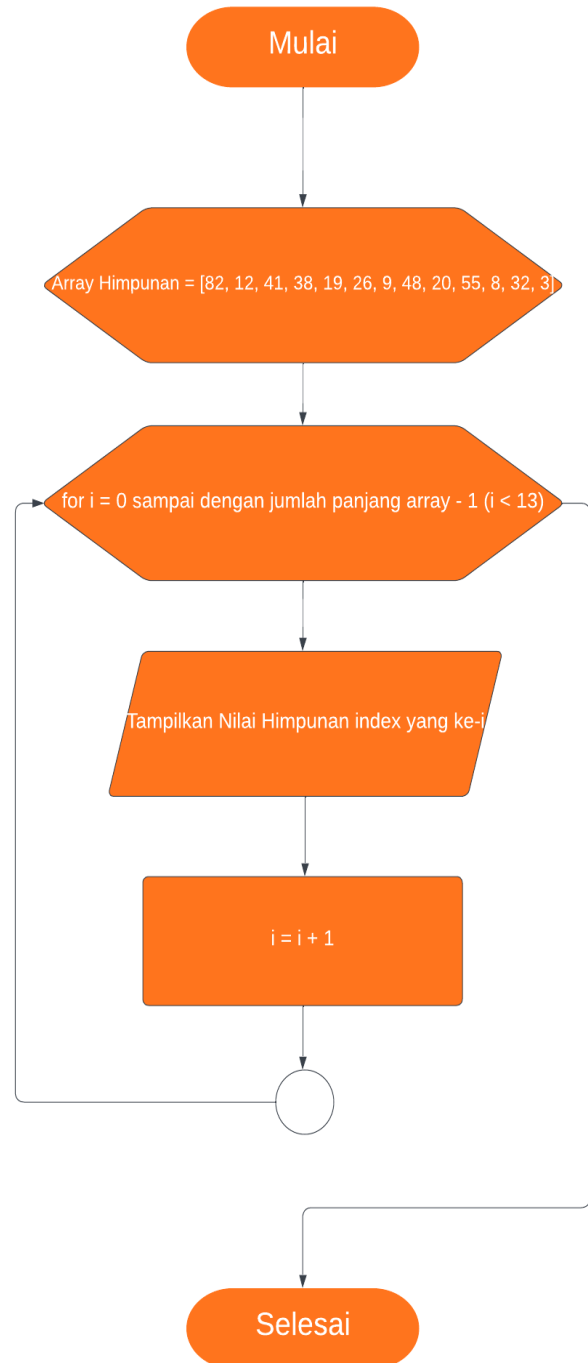 Mulai
Array Himpunan = [82, 12, 41, 38, 19, 26, 9, 48, 20, 55, 8, 32, 3]
for i = 0 sampai dengan jumlah panjang array - 1 (i < 13)
Tampilkan Nilai Himpunan index yang ke-i
i = i + 1
Selesai